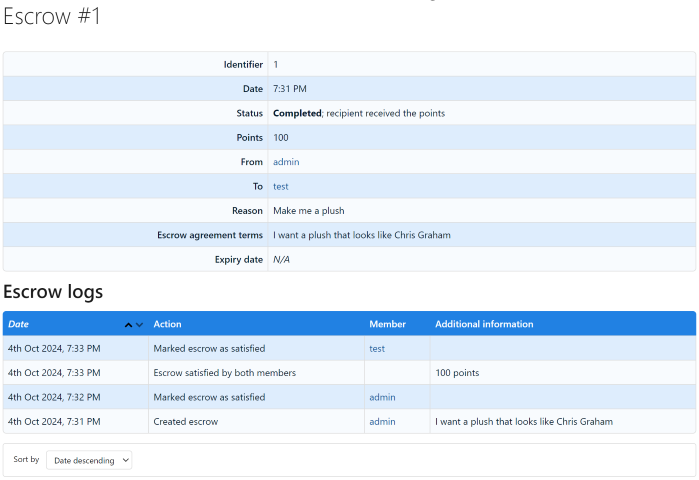 Escrow #1
Identifier 1
Date 7:31 PM
Status Completed; recipient received the points
Points 100
From admin
To test
Reason Make me a plush
Escrow agreement terms I want a plush that looks like Chris Graham
Expiry date N/A
Escrow logs
Date Action Member Additional information
4th Oct 2024, 7:33 PM Marked escrow as satisfied test
4th Oct 2024, 7:33 PM Escrow satisfied by both members 100 points
4th Oct 2024, 7:32 PM Marked escrow as satisfied admin
4th Oct 2024, 7:31 PM Created escrow admin I want a plush that looks like Chris Graham
Sort by Date descending